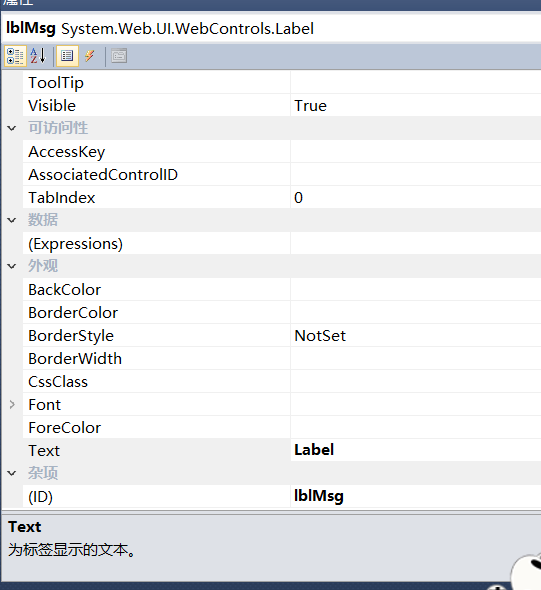 属性
lblMsg System.Web.UI.WebControls.Label
ToolTip
Visible True
可访问性
AccessKey
AssociatedControlID
TabIndex 0
数据
(Expressions)
外观
BackColor
BorderColor
BorderStyle NotSet
BorderWidth
CssClass
Font
ForeColor
Text Label
杂项
(ID) lblMsg
Text
为标签显示的文本。